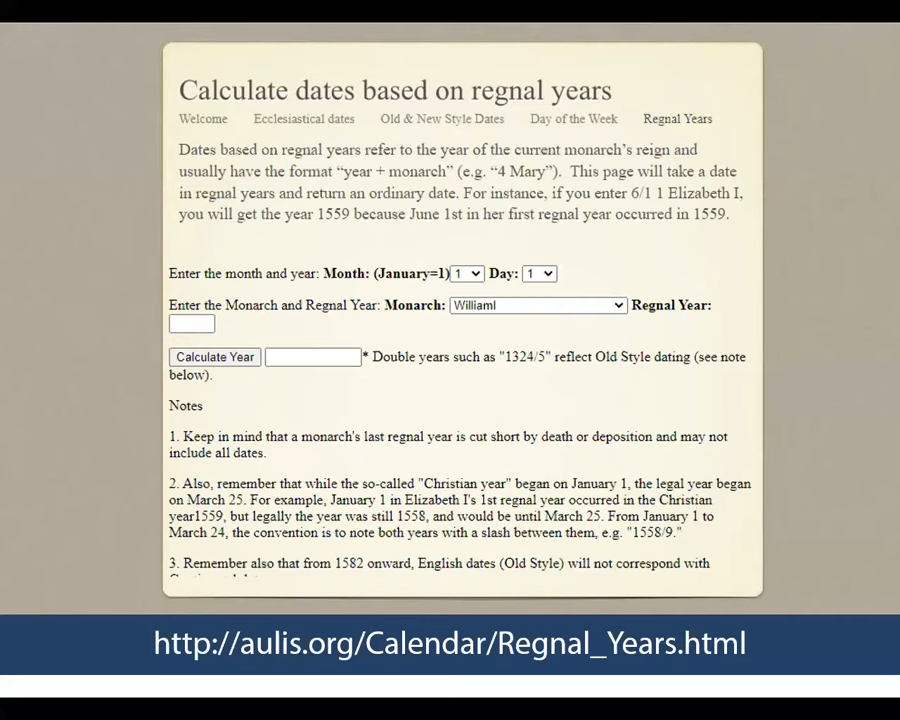 Calculate dates based on regnal years
Welcome Ecclesiastical dates Old & New Style Dates Day of the Week Regnal Years
Dates based on regnal years refer to the year of the current monarch's reign and
usually have the format “year + monarch” (e.g. “4 Mary”). This page will take a date
in regnal years and return an ordinary date. For instance, if you enter 6/1 1 Elizabeth I,
you will get the year 1559 because June 1st in her first regnal year occurred in 1559.
Enter the month and year: Month: (January=1) 1 Day: 1
Enter the Monarch and Regnal Year: Monarch: WilliamI Regnal Year:
Calculate Year * Double years such as "1324/5" reflect Old Style dating (see note
below).
Notes
1. Keep in mind that a monarch's last regnal year is cut short by death or deposition and may not
include all dates.
2. Also, remember that while the so-called "Christian year" began on January 1, the legal year began
on March 25. For example, January 1 in Elizabeth I's 1st regnal year occurred in the Christian
year1559, but legally the year was still 1558, and would be until March 25. From January 1 to
March 24, the convention is to note both years with a slash between them, e.g. "1558/9."
3. Remember also that from 1582 onward, English dates (Old Style) will not correspond with
http://aulis.org/Calendar/Regnal_Years.html